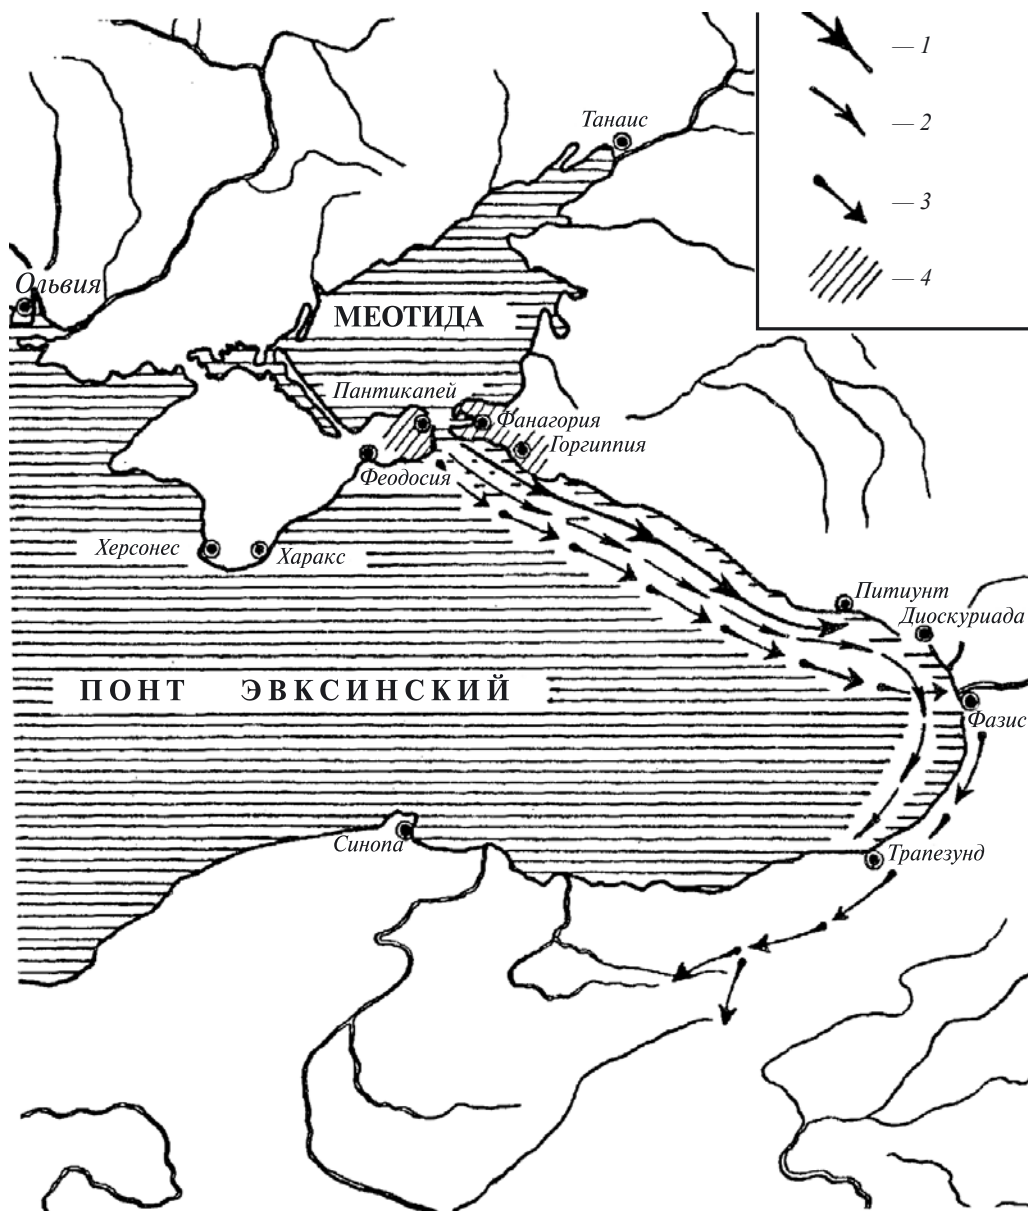 — 1
Танаис
— 2
— 3
— 4
Ольвия
МЕОТИДА
Пантикапей
Фанагория
Горгиппия
Феодосия
Херсонес
Харакс
Питиунт
Диоскуриада
ПОНТ ЭВКСИНСКИЙ
Фазис
Синопа
Трапезунд